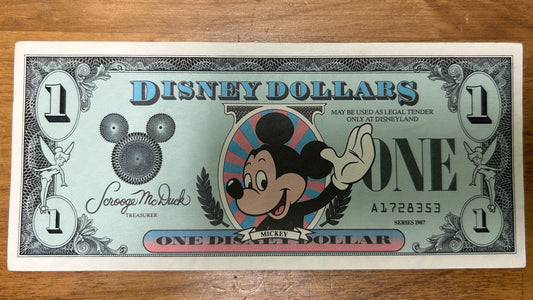 1
DISNEY DOLLARS
1
MAY BE USED AS LEGAL TENDER
ONLY AT DISNEYLAND
ONE
Scrooge McDuck
TREASURER
A1728353
SERIES 1987
1
MICKEY
ONE DIS DOLLAR
1